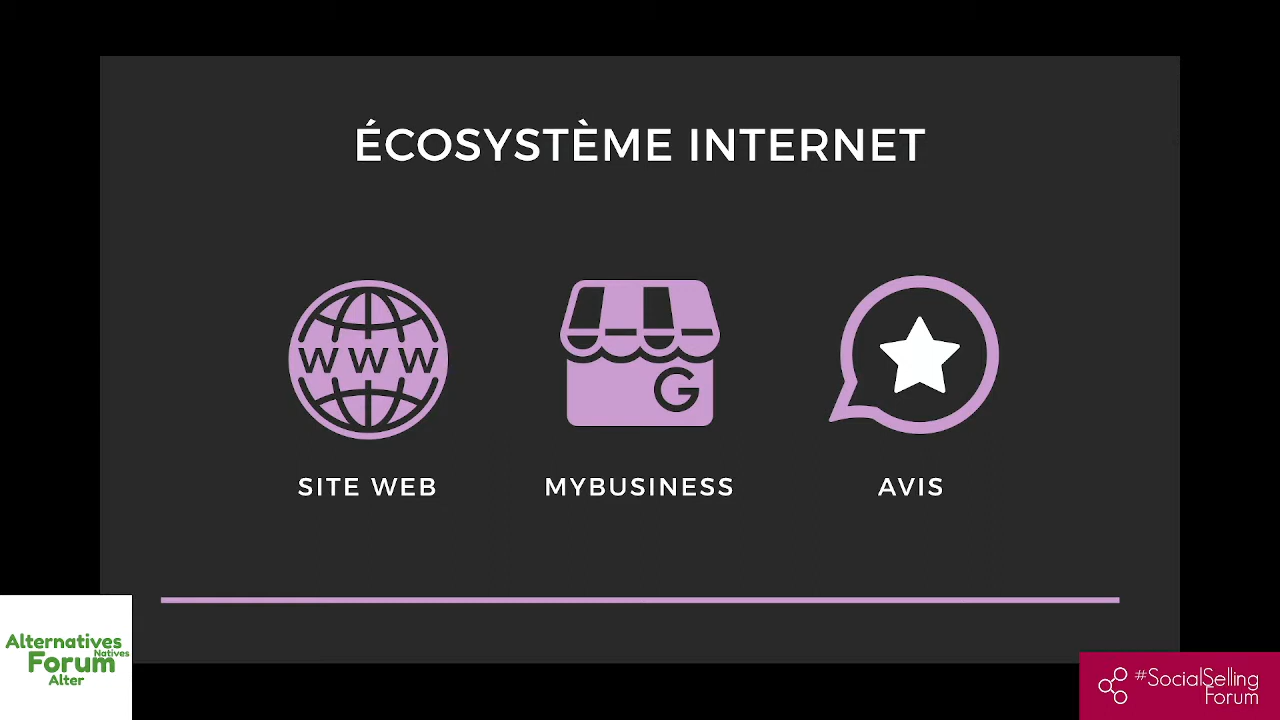 ÉCOSYSTÈME INTERNET
WWW
G
SITE WEB
MYBUSINESS
AVIS
Alternatives
Natives
Forum
Alter
#SocialSelling
Forum